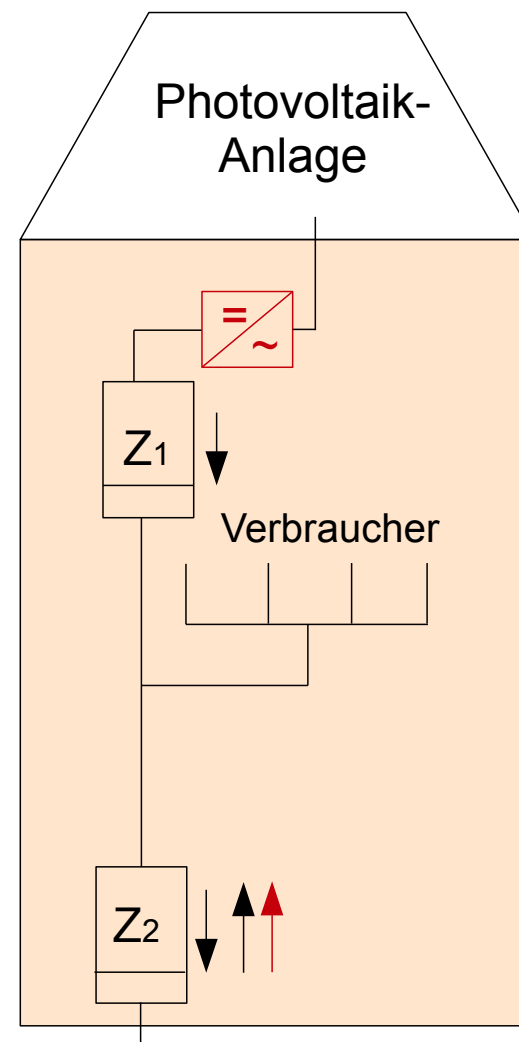 Photovoltaik-
Anlage
=
~
Z1
Verbraucher
Z2